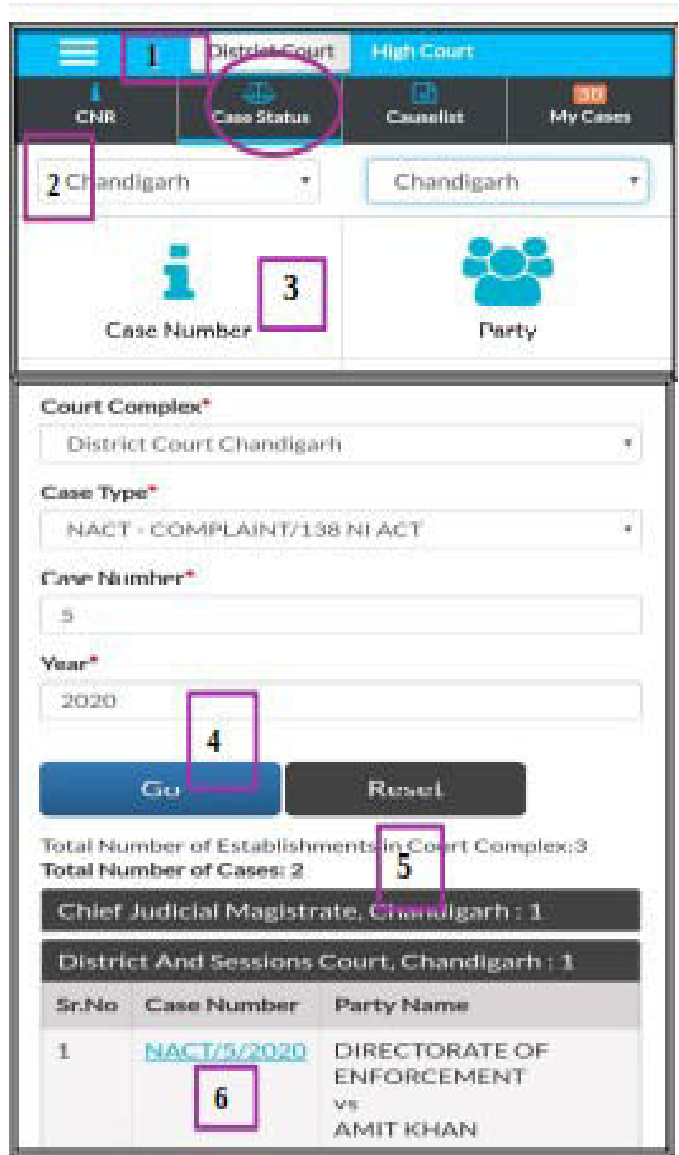 1 District Court High Court
CNR Case Status Causelist 30 My Cases
2 Chandigarh Chandigarh
3
Case Number Party
Court Complex*
District Court Chandigarh
Case Type*
NACT - COMPLAINT/138 NI ACT
Case Number*
5
Year*
2020
4
Go Reset
Total Number of Establishments in Court Complex:3
Total Number of Cases: 2
5
Chief Judicial Magistrate, Chandigarh : 1
District And Sessions Court, Chandigarh : 1
Sr.No Case Number Party Name
1 NACT/5/2020 DIRECTORATE OF
ENFORCEMENT
6 vs
AMIT KHAN